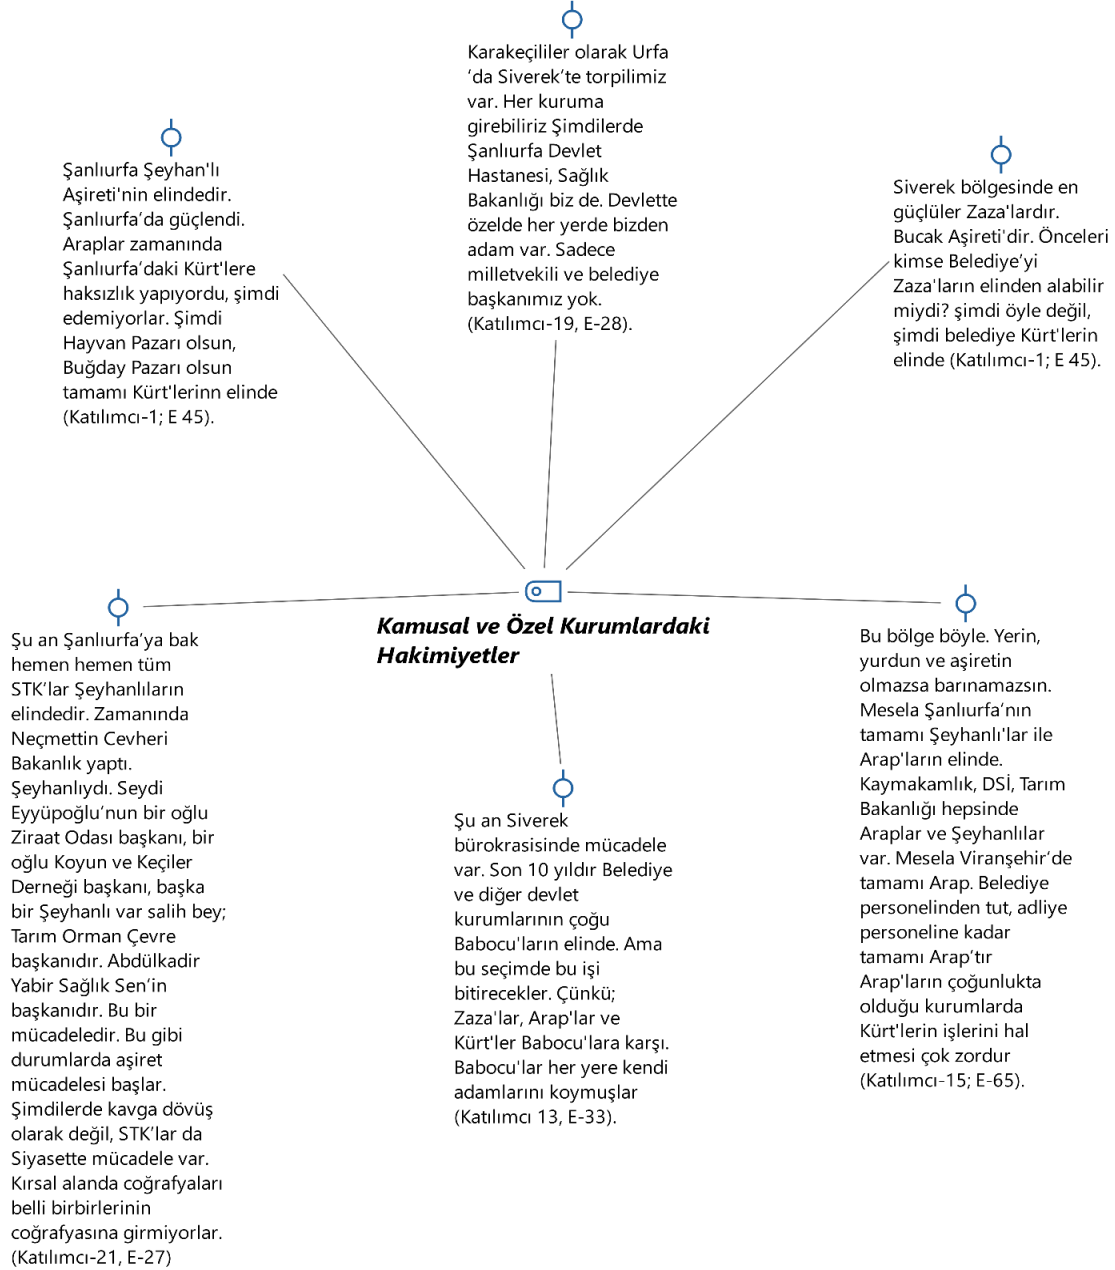 Karakeçililer olarak Urfa
‘da Siverek’te torpilimiz
var. Her kuruma
girebiliriz Şimdilerde
Şanlıurfa Devlet
Hastanesi, Sağlık
Bakanlığı biz de. Devlette
özelde her yerde bizden
adam var. Sadece
milletvekili ve belediye
başkanımız yok.
(Katılımcı-19, E-28).
Şanlıurfa Şeyhan'lı
Aşireti'nin elindedir.
Şanlıurfa’da güçlendi.
Araplar zamanında
Şanlıurfa’daki Kürt'lere
haksızlık yapıyordu, şimdi
edemiyorlar. Şimdi
Hayvan Pazarı olsun,
Buğday Pazarı olsun
tamamı Kürt'lerinn elinde
(Katılımcı-1; E 45).
Siverek bölgesinde en
güçlüler Zaza'lardır.
Bucak Aşireti'dir. Önceleri
kimse Belediye’yi
Zaza'ların elinden alabilir
miydi? şimdi öyle değil,
şimdi belediye Kürt'lerin
elinde (Katılımcı-1; E 45).
Kamusal ve Özel Kurumlardaki
Hakimiyetler
Şu an Şanlıurfa’ya bak
hemen hemen tüm
STK’lar Şeyhanlıların
elindedir. Zamanında
Neçmettin Cevheri
Bakanlık yaptı.
Şeyhanlıydı. Seydi
Eyyüpoğlu’nun bir oğlu
Ziraat Odası başkanı, bir
oğlu Koyun ve Keçiler
Derneği başkanı, başka
bir Şeyhanlı var salih bey;
Tarım Orman Çevre
başkanıdır. Abdülkadir
Yabir Sağlık Sen’in
başkanıdır. Bu bir
mücadeledir. Bu gibi
durumlarda aşiret
mücadelesi başlar.
Şimdilerde kavga dövüş
olarak değil, STK’lar da
Siyasette mücadele var.
Kırsal alanda coğrafyaları
belli birbirlerinin
coğrafyasına girmiyorlar.
(Katılımcı-21, E-27)
Şu an Siverek
bürokrasisinde mücadele
var. Son 10 yıldır Belediye
ve diğer devlet
kurumlarının çoğu
Babocu'ların elinde. Ama
bu seçimde bu işi
bitirecekler. Çünkü;
Zaza'lar, Arap'lar ve
Kürt'ler Babocu'lara karşı.
Babocu'lar her yere kendi
adamlarını koymuşlar
(Katılımcı 13, E-33).
Bu bölge böyle. Yerin,
yurdun ve aşiretin
olmazsa barınamazsın.
Mesela Şanlıurfa’nın
tamamı Şeyhanlı'lar ile
Arap'ların elinde.
Kaymakamlık, DSİ, Tarım
Bakanlığı hepsinde
Araplar ve Şeyhanlılar
var. Mesela Viranşehir’de
tamamı Arap. Belediye
personelinden tut, adliye
personeline kadar
tamamı Arap’tır
Arap'ların çoğunlukta
olduğu kurumlarda
Kürt'lerin işlerini hal
etmesi çok zordur
(Katılımcı-15; E-65).